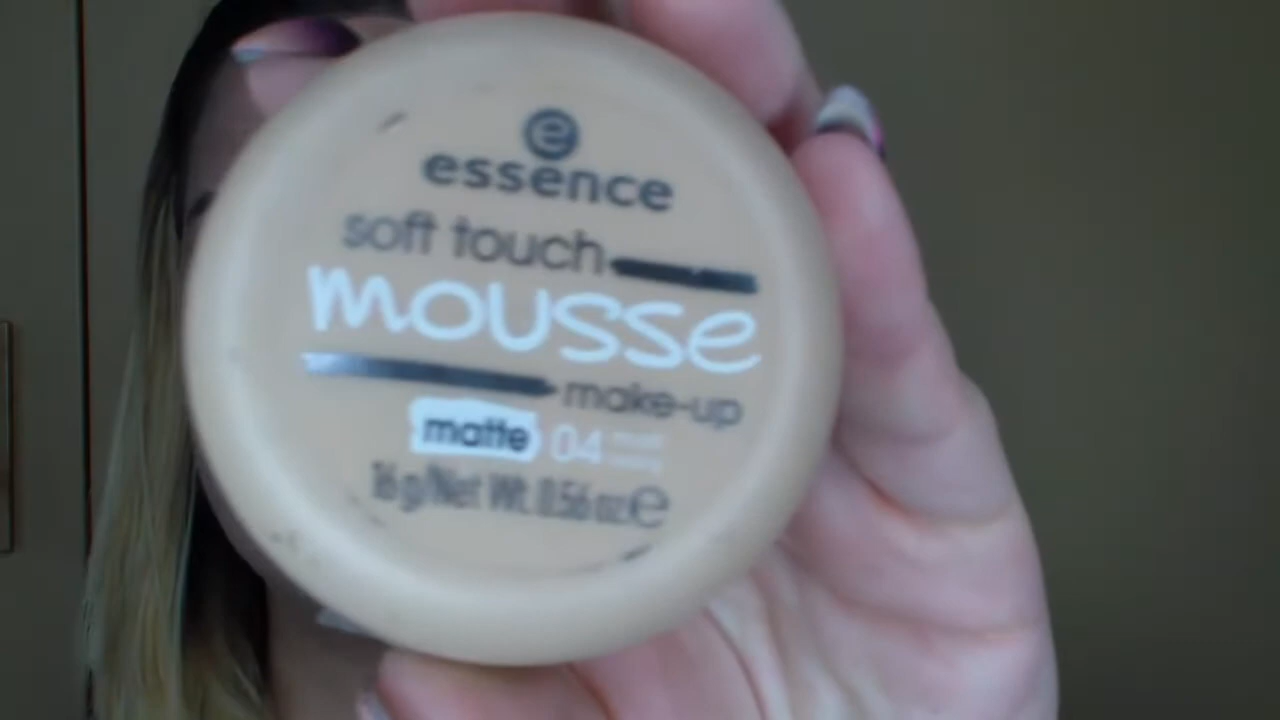 e
essence
soft touch
mousse
make-up
matte 04
16 g/Net Wt. 0.56 oz. e